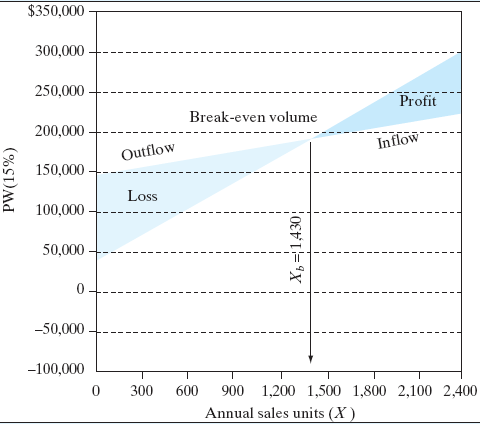 $350,000
300,000
250,000
200,000
150,000
100,000
50,000
0
−50,000
−100,000
PW(15%)
Break-even volume
Profit
Outflow
Inflow
Loss
X_b = 1,430
0 300 600 900 1,200 1,500 1,800 2,100 2,400
Annual sales units (X)